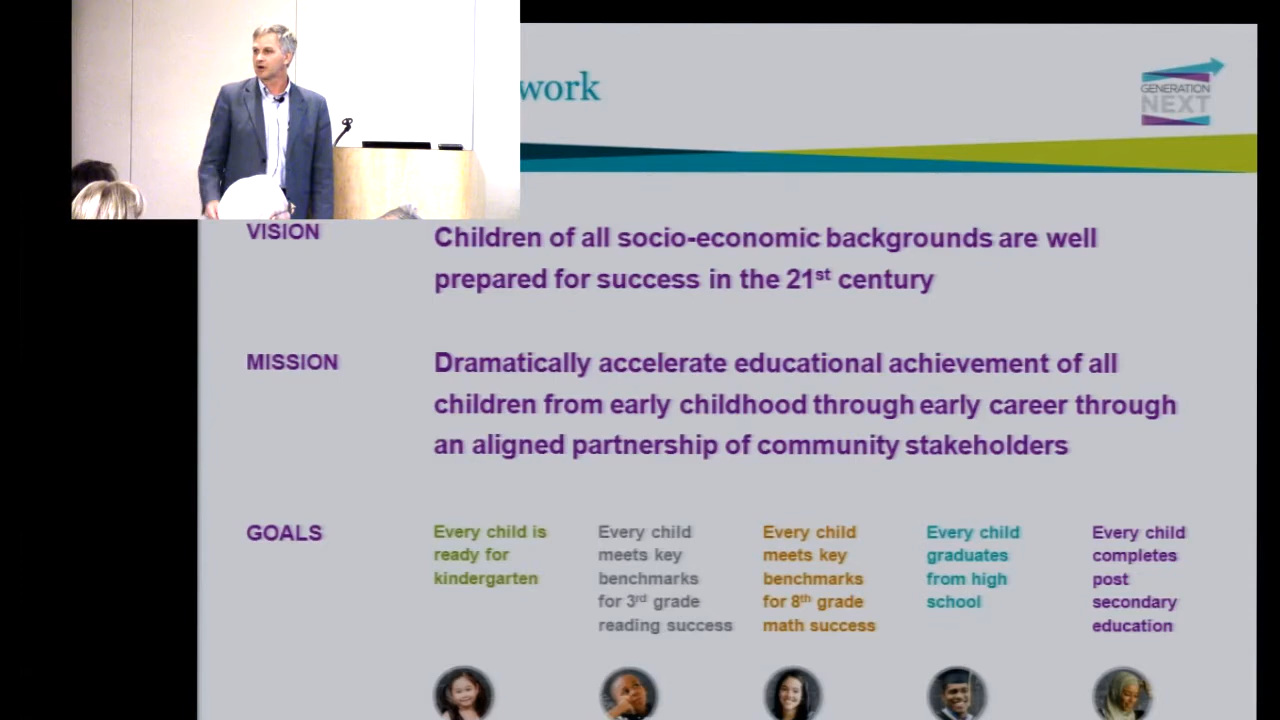 work
GENERATION
NEXT
VISION
Children of all socio-economic backgrounds are well
prepared for success in the 21st century
MISSION
Dramatically accelerate educational achievement of all
children from early childhood through early career through
an aligned partnership of community stakeholders
GOALS
Every child is
ready for
kindergarten
Every child
meets key
benchmarks
for 3rd grade
reading success
Every child
meets key
benchmarks
for 8th grade
math success
Every child
graduates
from high
school
Every child
completes
post
secondary
education